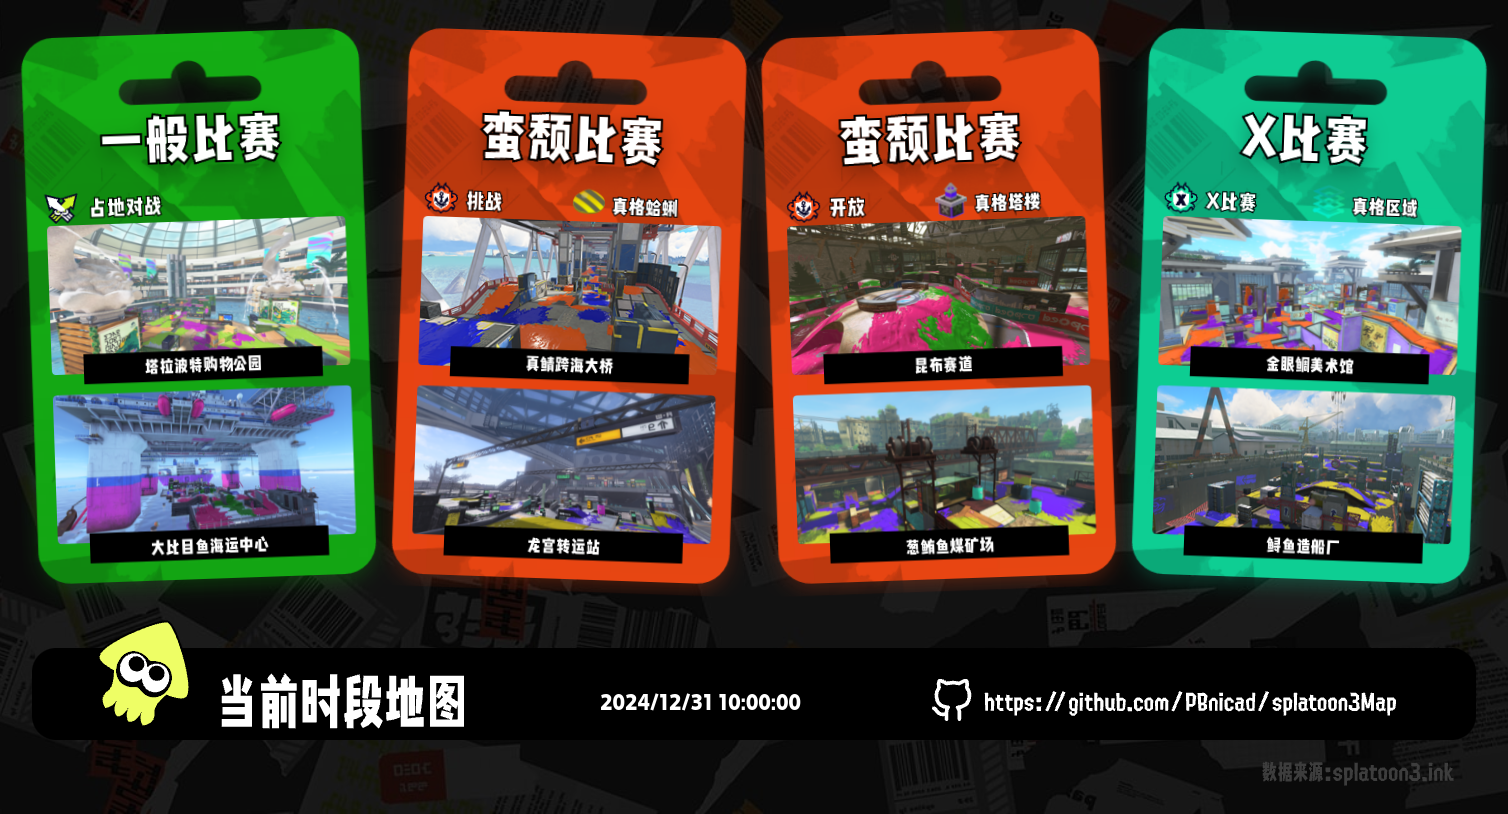 一般比赛
占地对战
塔拉波特购物公园
大比目鱼海运中心
蛮颓比赛
挑战
真格蛤蜊
真鲭跨海大桥
龙宫转运站
蛮颓比赛
开放
真格塔楼
昆布赛道
葱鲔鱼煤矿场
X比赛
X比赛
真格区域
金眼鲷美术馆
鲟鱼造船厂
当前时段地图
2024/12/31 10:00:00
https://github.com/PBnicad/splatoon3Map
数据来源:splatoon3.ink